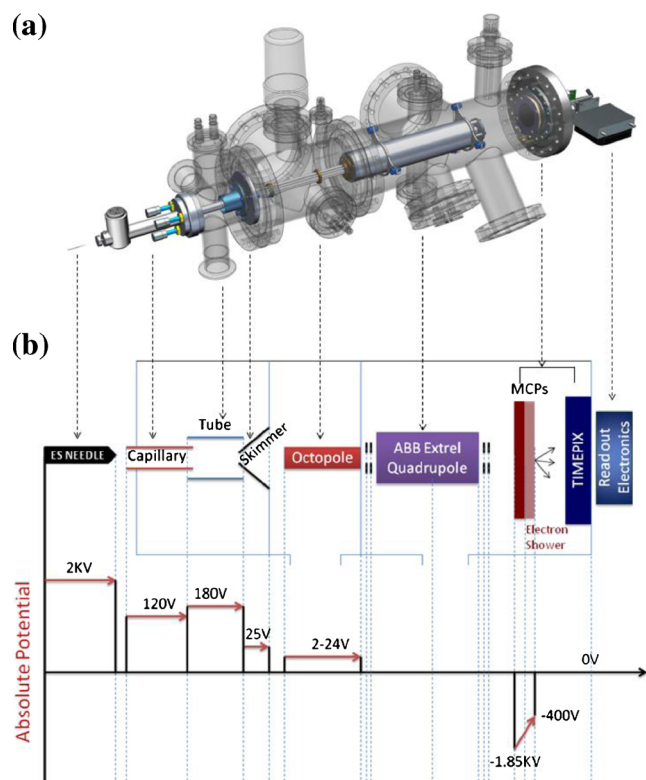 (a)
(b)
MCPs
Tube
Skimmer
ES NEEDLE
Capillary
Octopole
ABB Extrel
Quadrupole
TIMEPIX
Read out
Electronics
Electron
Shower
Absolute Potential
2KV
120V
180V
25V
2-24V
0V
-400V
-1.85KV